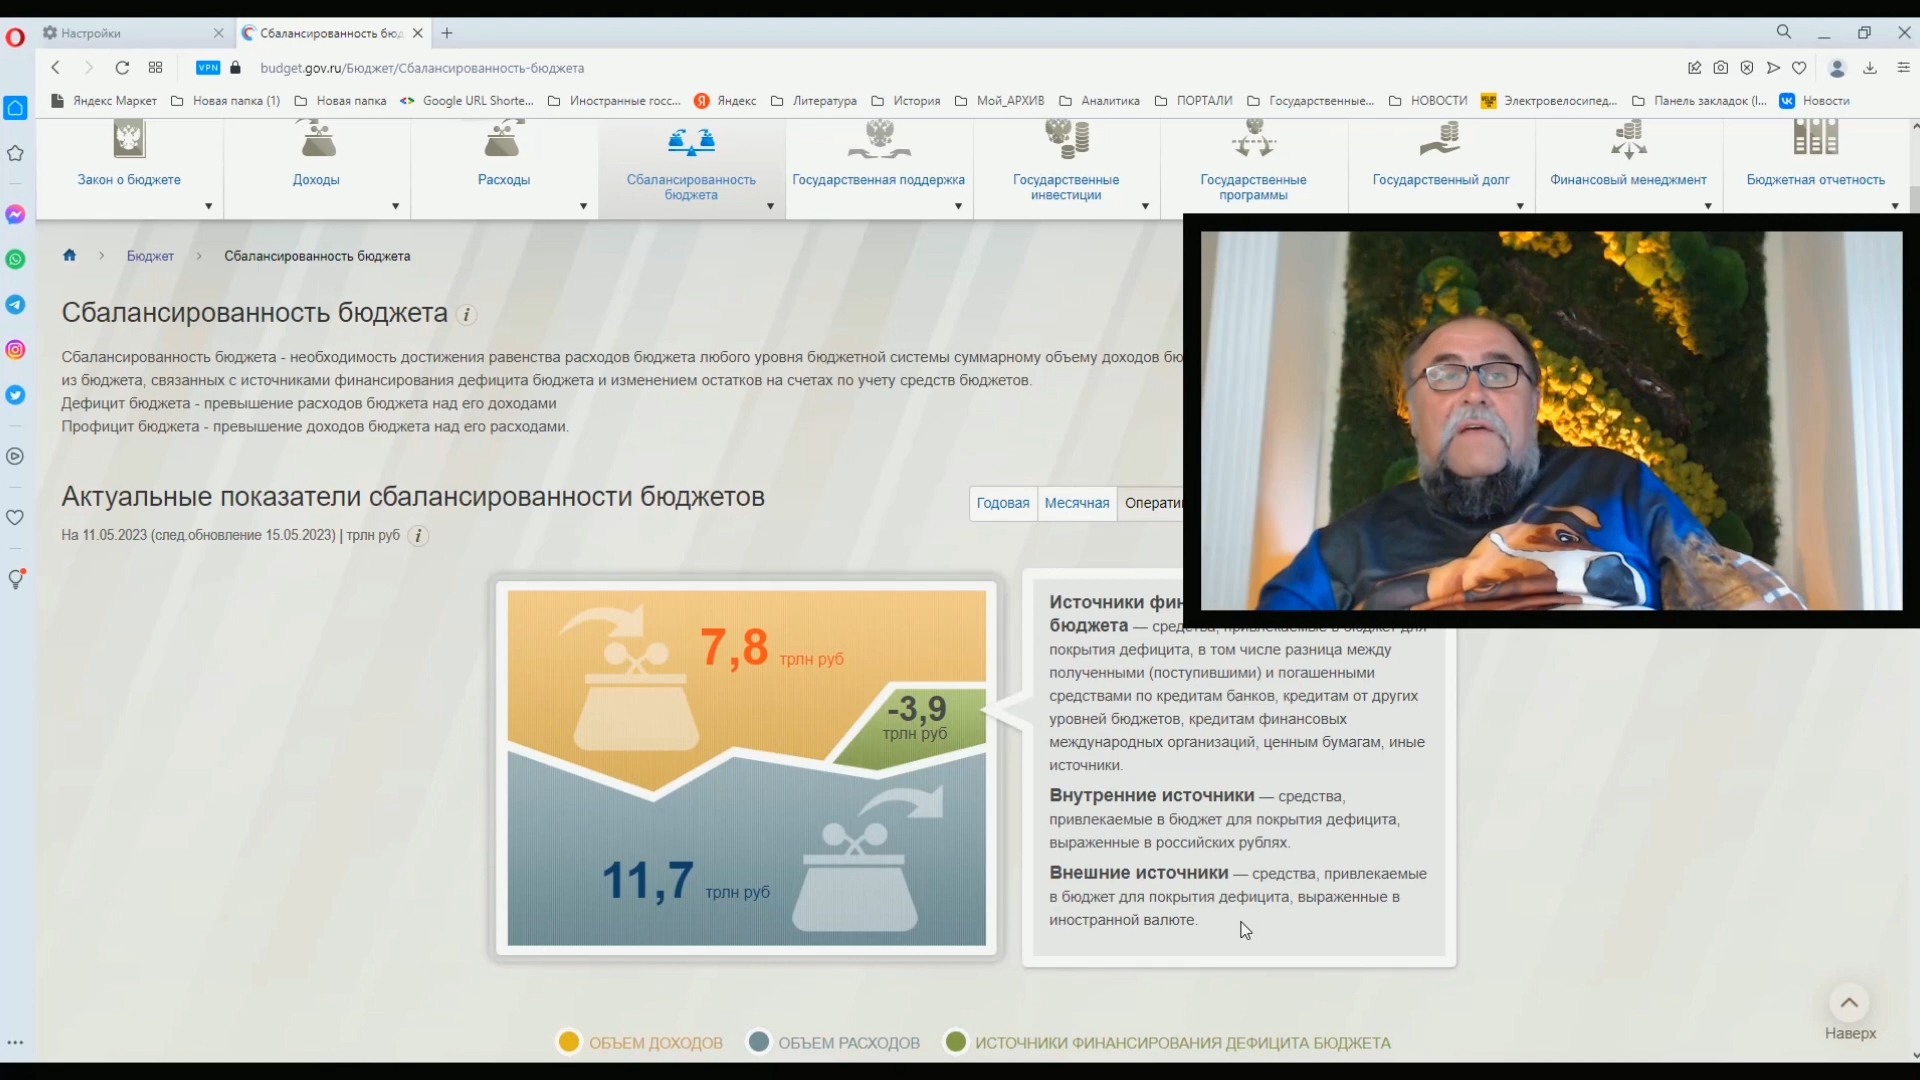 Настройки
Сбалансированность бюд
budget.gov.ru/Бюджет/Сбалансированность-бюджета
VPN
Яндекс Маркет
Новая папка (1)
Новая папка
Google URL Shorte...
Иностранные госс...
Яндекс
Литература
История
Мой_АРХИВ
Аналитика
ПОРТАЛИ
Государственные...
НОВОСТИ
Электровелосипед...
Панель закладок (I...
Новости
Закон о бюджете
Доходы
Расходы
Сбалансированность
бюджета
Государственная поддержка
Государственные
инвестиции
Государственные
программы
Государственный долг
Финансовый менеджмент
Бюджетная отчетность
Бюджет
Сбалансированность бюджета
Сбалансированность бюджета
Сбалансированность бюджета - необходимость достижения равенства расходов бюджета любого уровня бюджетной системы суммарному объему доходов бю
из бюджета, связанных с источниками финансирования дефицита бюджета и изменением остатков на счетах по учету средств бюджетов.
Дефицит бюджета - превышение расходов бюджета над его доходами
Профицит бюджета - превышение доходов бюджета над его расходами.
Актуальные показатели сбалансированности бюджетов
Годовая
Месячная
Операти
На 11.05.2023 (след.обновление 15.05.2023) | трлн руб
7,8 трлн руб
-3,9
трлн руб
11,7 трлн руб
Источники фин
бюджета — средства, привлекаемые в бюджет для
покрытия дефицита, в том числе разница между
полученными (поступившими) и погашенными
средствами по кредитам банков, кредитам от других
уровней бюджетов, кредитам финансовых
международных организаций, ценным бумагам, иные
источники.
Внутренние источники — средства,
привлекаемые в бюджет для покрытия дефицита,
выраженные в российских рублях.
Внешние источники — средства, привлекаемые
в бюджет для покрытия дефицита, выраженные в
иностранной валюте.
Наверх
ОБЪЕМ ДОХОДОВ
ОБЪЕМ РАСХОДОВ
ИСТОЧНИКИ ФИНАНСИРОВАНИЯ ДЕФИЦИТА БЮДЖЕТА